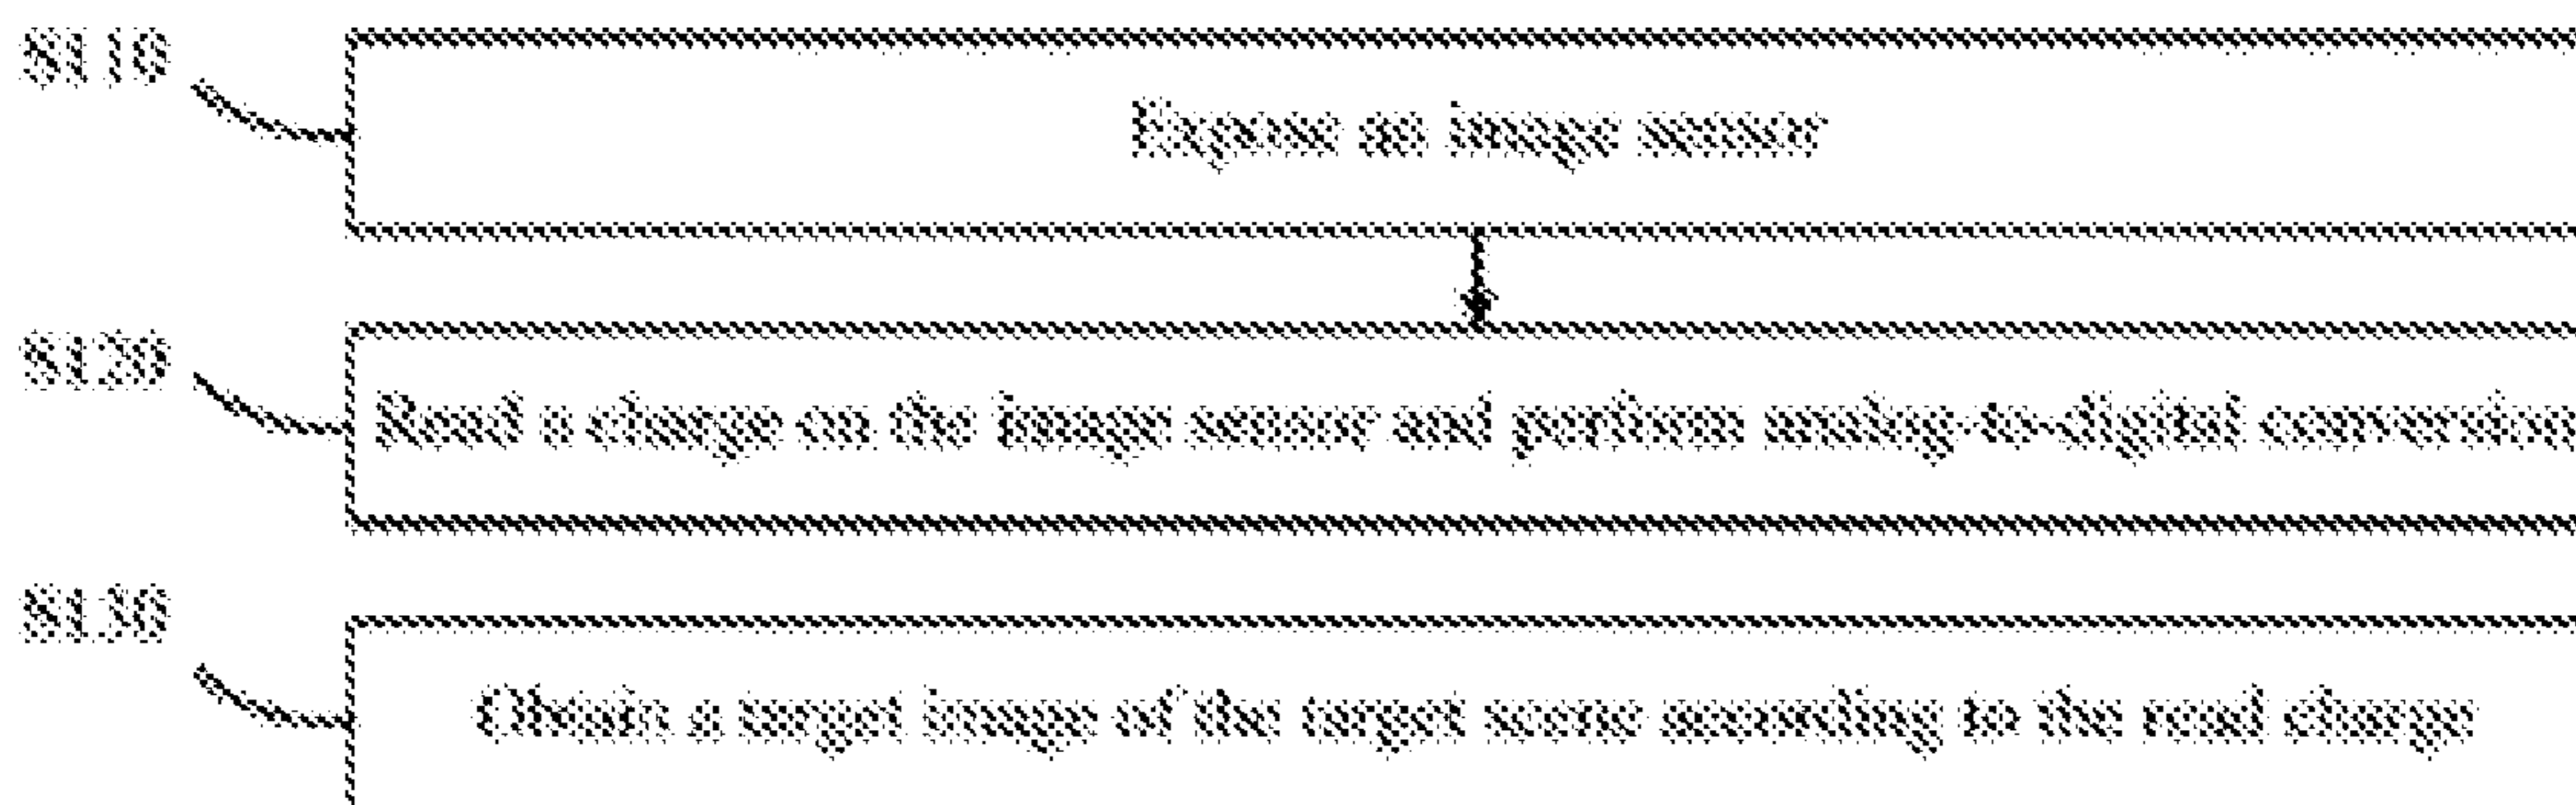 S110
Expose an image sensor
S120
Read a charge on the image sensor and perform analog-to-digital conversion
S130
Obtain a target image of the target scene according to the read charge